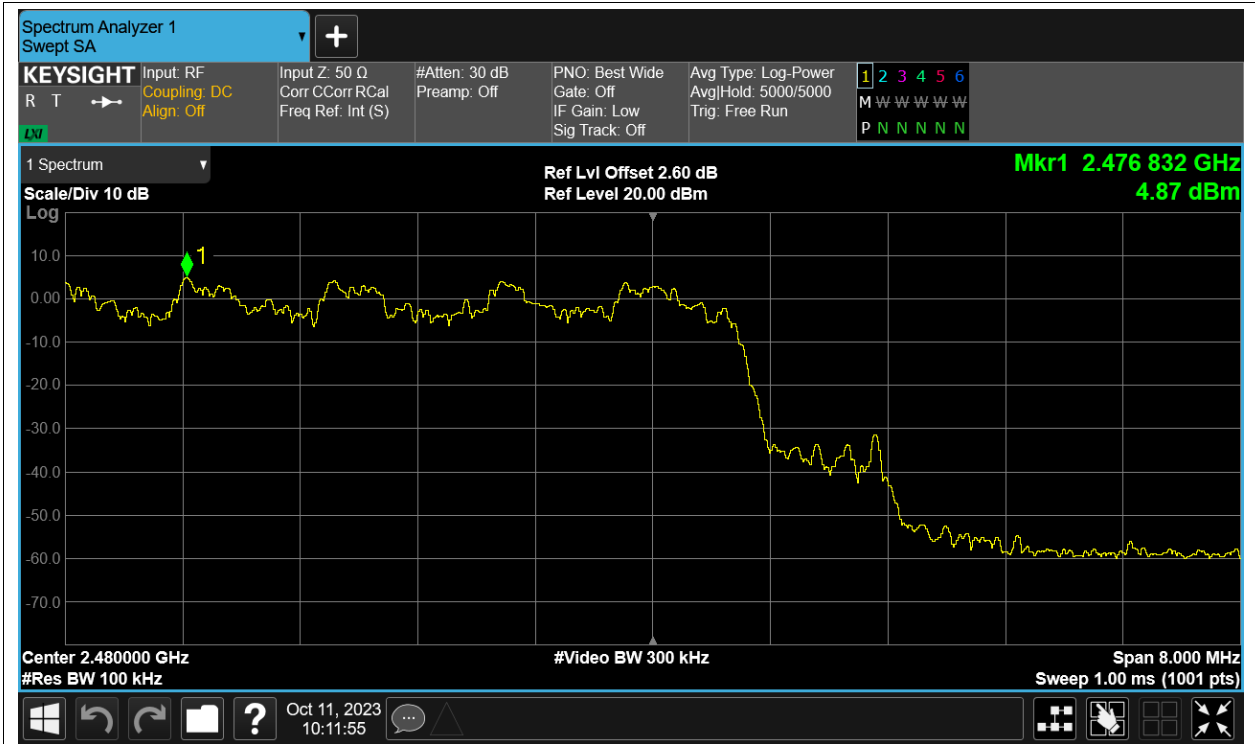 Spectrum Analyzer 1
Swept SA
KEYSIGHT
R T
LXI
Input: RF
Coupling: DC
Align: Off
Input Z: 50 Ω
Corr CCorr RCal
Freq Ref: Int (S)
#Atten: 30 dB
Preamp: Off
PNO: Best Wide
Gate: Off
IF Gain: Low
Sig Track: Off
Avg Type: Log-Power
Avg|Hold: 5000/5000
Trig: Free Run
1 2 3 4 5 6
M W W W W W
P N N N N N
1 Spectrum
Scale/Div 10 dB
Log
Ref Lvl Offset 2.60 dB
Ref Level 20.00 dBm
Mkr1 2.476 832 GHz
4.87 dBm
1
10.0
0.00
-10.0
-20.0
-30.0
-40.0
-50.0
-60.0
-70.0
Center 2.480000 GHz
#Video BW 300 kHz
Span 8.000 MHz
#Res BW 100 kHz
Sweep 1.00 ms (1001 pts)
?
Oct 11, 2023
10:11:55